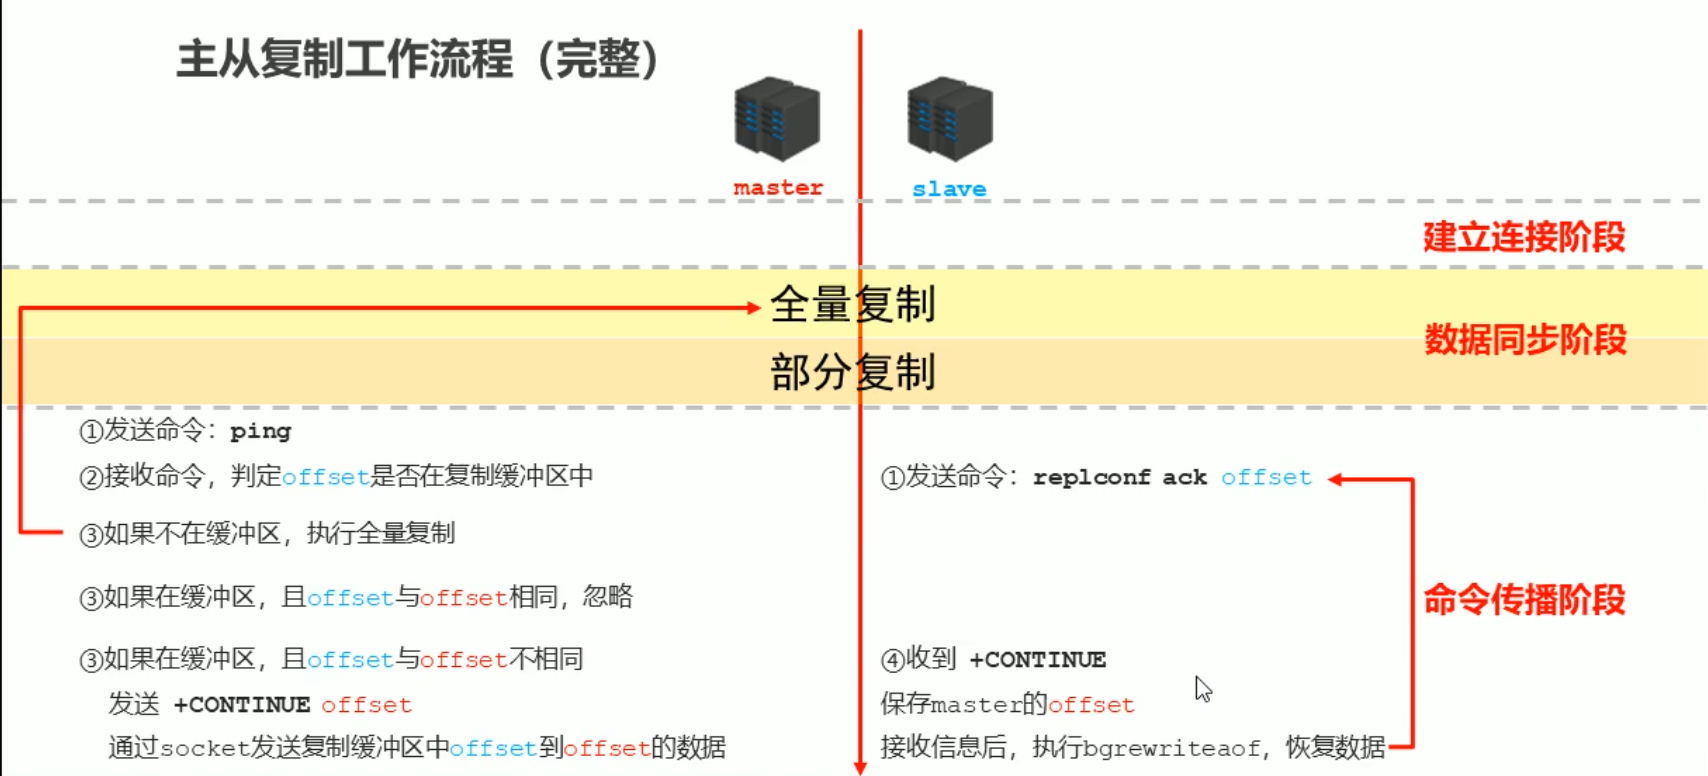 主从复制工作流程（完整）
master
slave
建立连接阶段
全量复制
数据同步阶段
部分复制
①发送命令：ping
②接收命令，判定offset是否在复制缓冲区中
①发送命令：replconf ack offset
③如果不在缓冲区，执行全量复制
③如果在缓冲区，且offset与offset相同，忽略
命令传播阶段
③如果在缓冲区，且offset与offset不相同
④收到 +CONTINUE
发送 +CONTINUE offset
保存master的offset
通过socket发送复制缓冲区中offset到offset的数据
接收信息后，执行bgrewriteaof，恢复数据